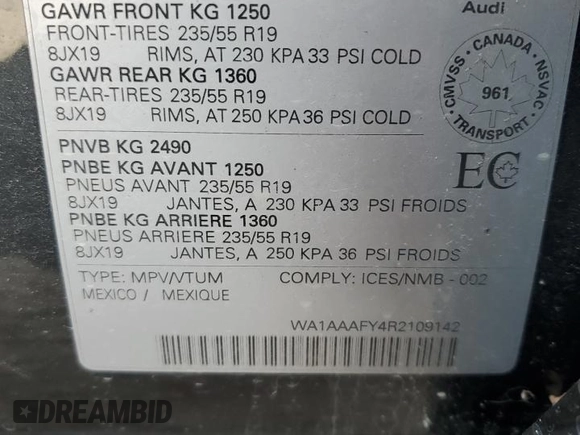 GAWR FRONT KG 1250
FRONT-TIRES 235/55 R19
8JX19 RIMS, AT 230 KPA 33 PSI COLD
GAWR REAR KG 1360
REAR-TIRES 235/55 R19
8JX19 RIMS, AT 250 KPA 36 PSI COLD
Audi
CMVSS - CANADA - NSVAC
961
TRANSPORT
PNVB KG 2490
PNBE KG AVANT 1250
PNEUS AVANT 235/55 R19
8JX19 JANTES, A 230 KPA 33 PSI FROIDS
PNBE KG ARRIERE 1360
PNEUS ARRIERE 235/55 R19
8JX19 JANTES, A 250 KPA 36 PSI FROIDS
EC
TYPE: MPV/VTUM COMPLY: ICES/NMB - 002
MEXICO / MEXIQUE
WA1AAAFY4R2109142
DREAMBID